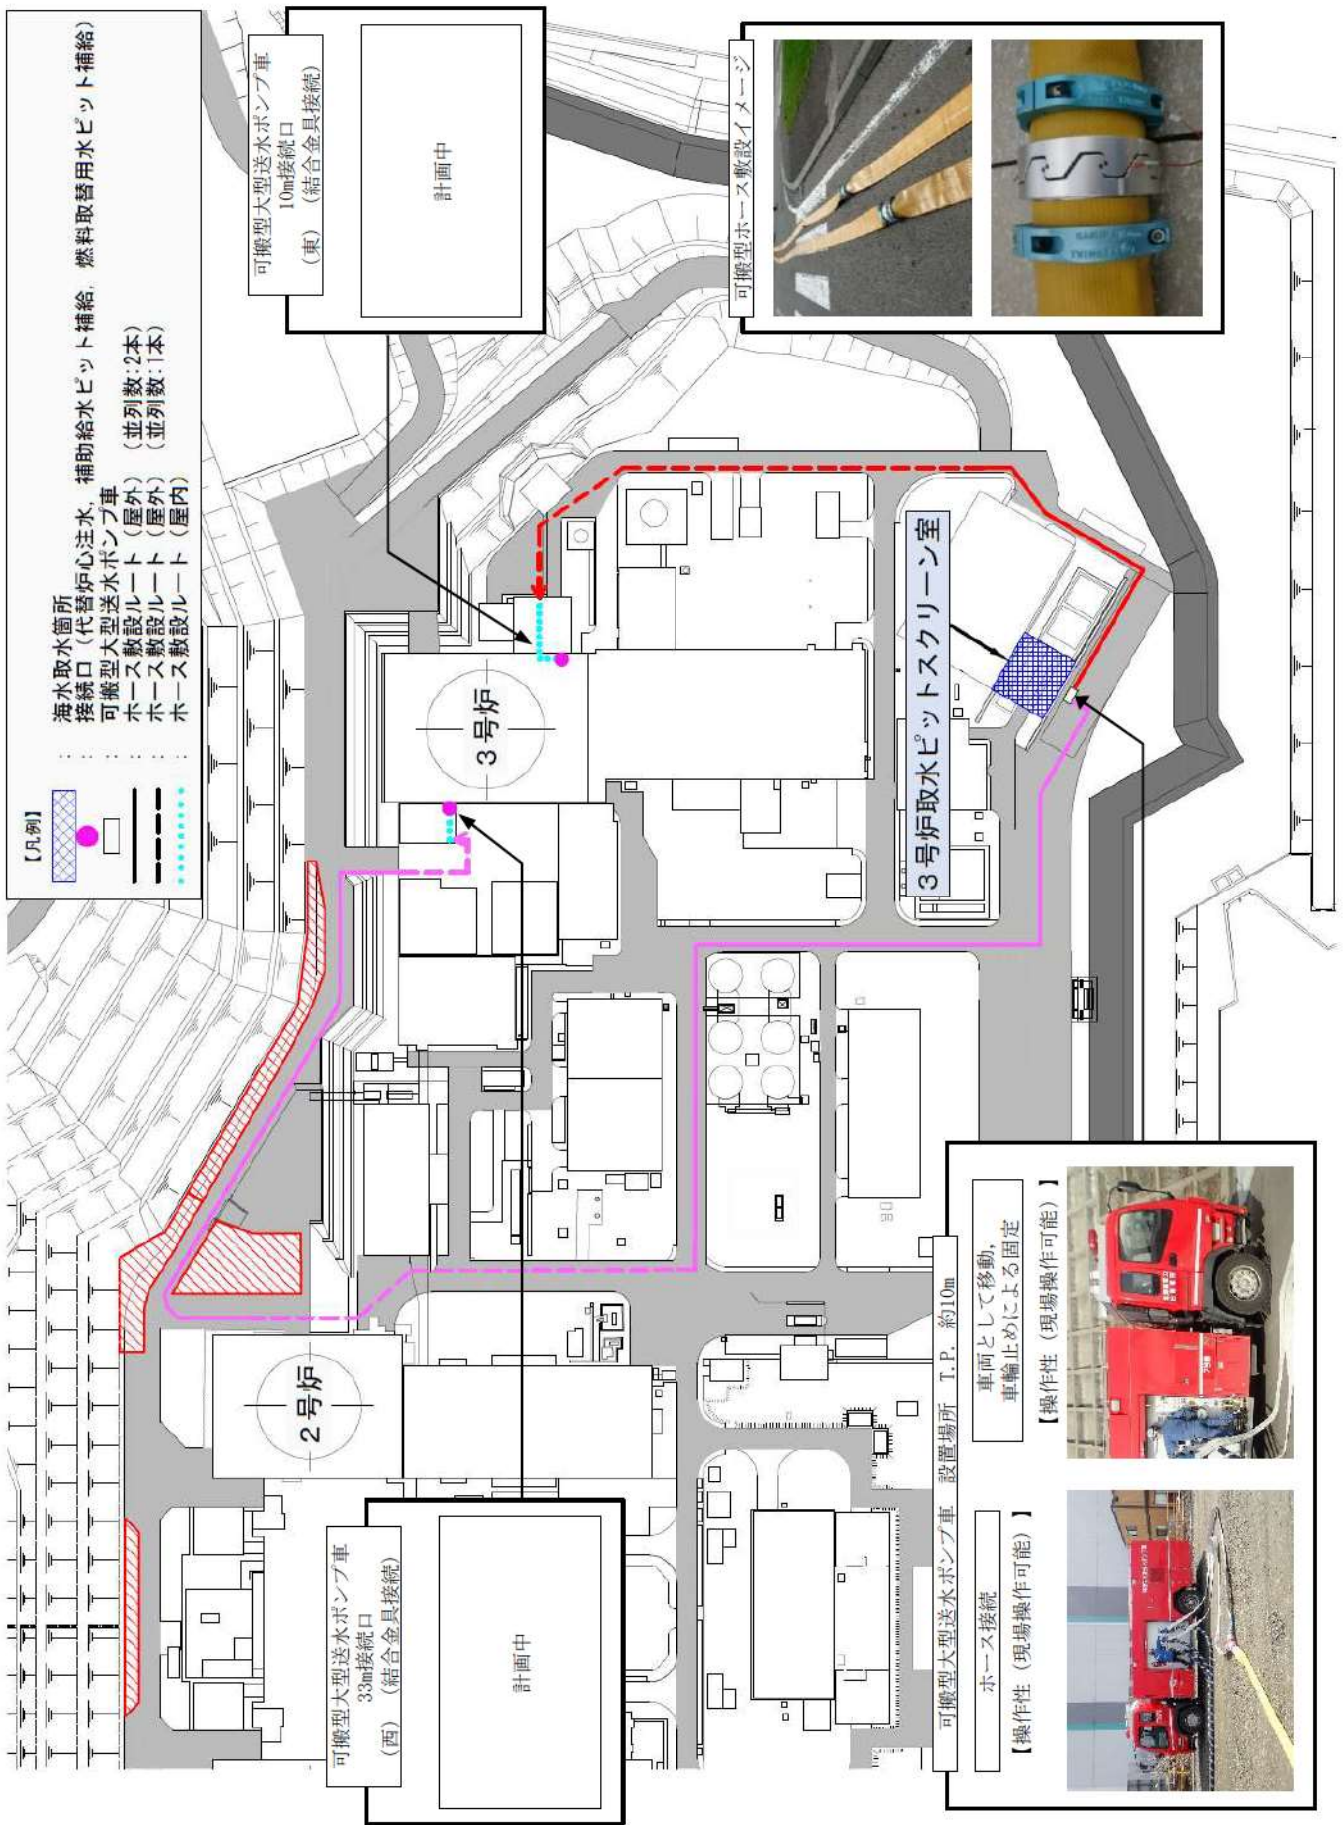 【凡例】
：海水取水箇所
：接続口（代替炉心注水，補助給水ピット補給，燃料取替用水ピット補給）
：可搬型大型送水ポンプ車
：ホース敷設ルート（屋外）（並列数：2本）
：ホース敷設ルート（屋外）（並列数：1本）
：ホース敷設ルート（屋内）
可搬型大型送水ポンプ車
33m接続口
（西）（結合金具接続）
計画中
可搬型大型送水ポンプ車
10m接続口
（東）（結合金具接続）
計画中
2号炉
3号炉
3号炉取水ピットスクリーン室
可搬型大型送水ポンプ車 設置場所 T.P. 約10m
ホース接続
【操作性（現場操作可能）】
車両として移動，
車輪止めによる固定
【操作性（現場操作可能）】
可搬型ホース敷設イメージ